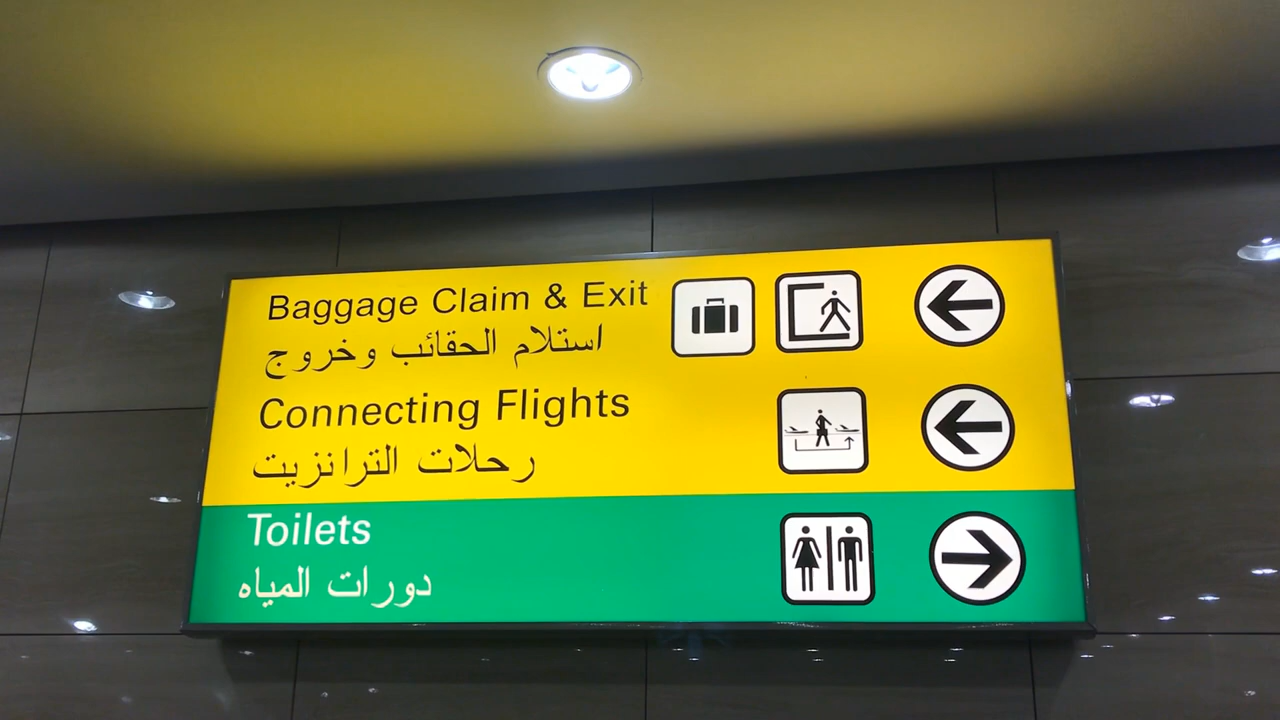 Baggage Claim & Exit
استلام الحقائب وخروج
Connecting Flights
رحلات الترانزيت
Toilets
دورات المياه